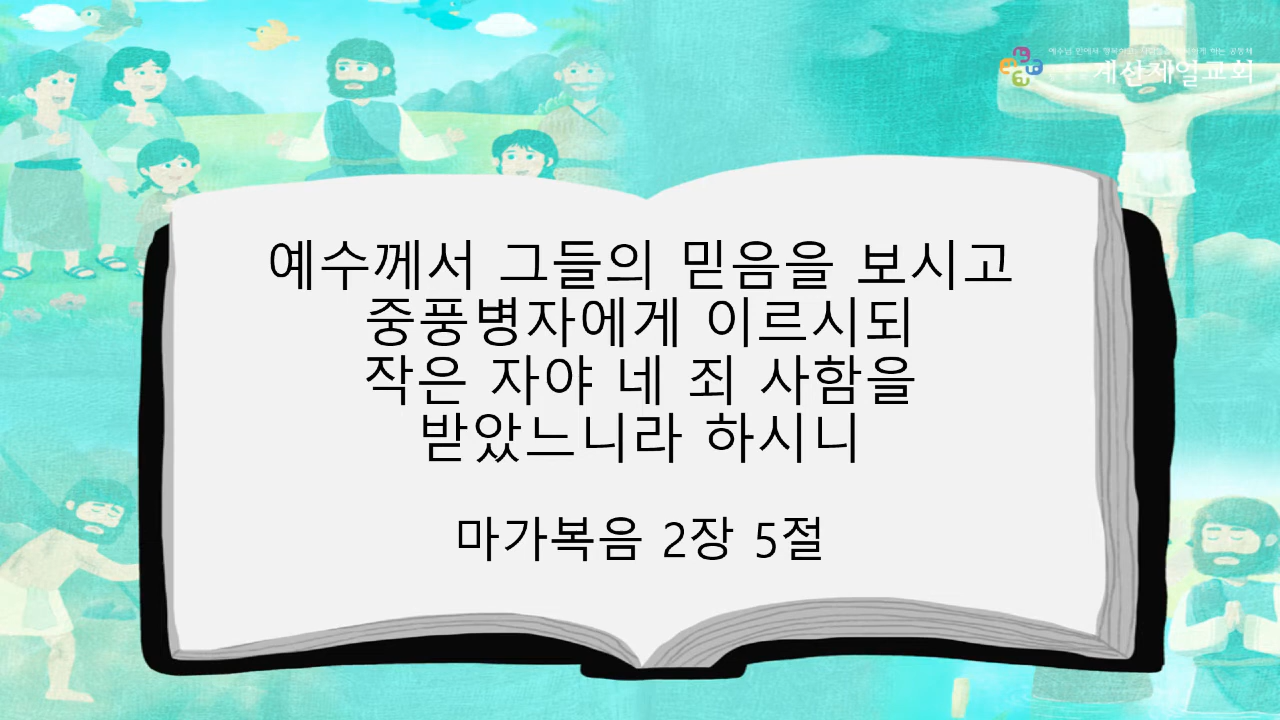 계산제일교회
예수께서 그들의 믿음을 보시고
중풍병자에게 이르시되
작은 자야 네 죄 사함을
받았느니라 하시니
마가복음 2장 5절